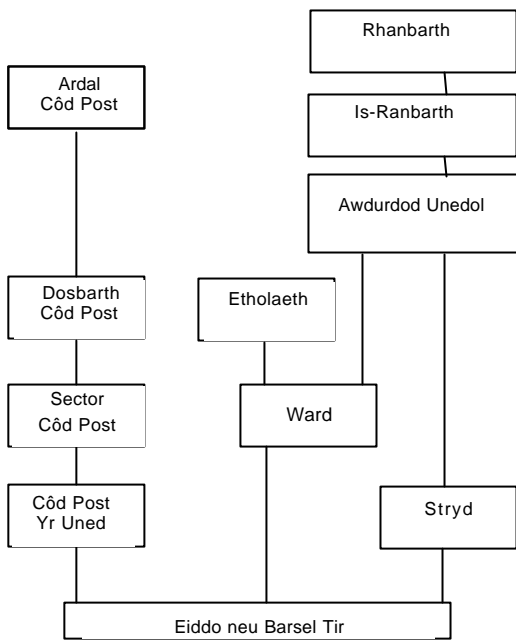 Rhanbarth
Ardal
Côd Post
Is-Ranbarth
Awdurdod Unedol
Dosbarth
Côd Post
Etholaeth
Sector
Côd Post
Ward
Côd Post
Yr Uned
Stryd
Eiddo neu Barsel Tir